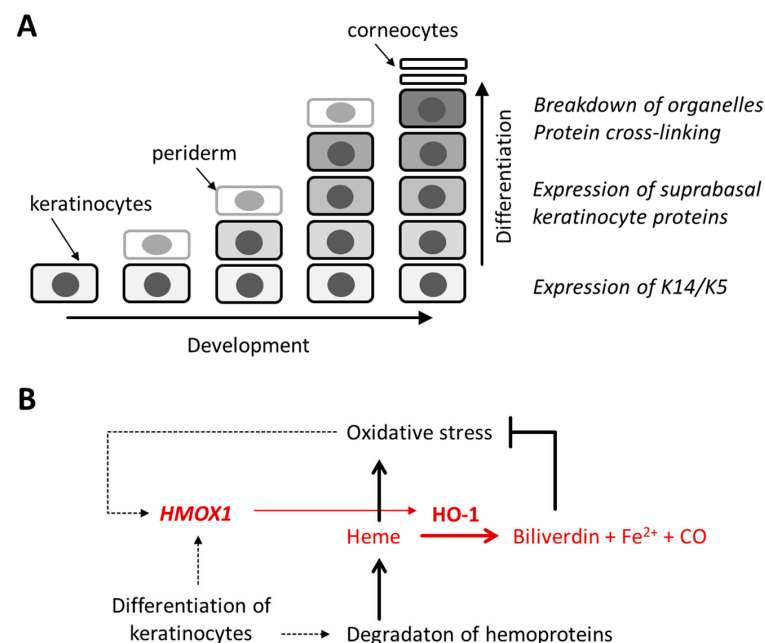 A
corneocytes
periderm
keratinocytes
Differentiation
Breakdown of organelles
Protein cross-linking
Expression of suprabasal
keratinocyte proteins
Expression of K14/K5
Development
B
Oxidative stress
HMOX1
HO-1
Heme
Biliverdin + Fe²⁺ + CO
Differentiation of
keratinocytes
Degradaton of hemoproteins